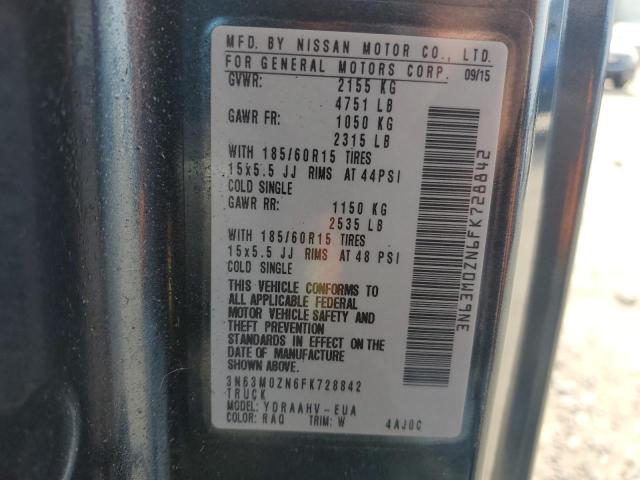 MFD. BY NISSAN MOTOR CO., LTD.
FOR GENERAL MOTORS CORP. 09/15
GVWR: 2155 KG
4751 LB
GAWR FR: 1050 KG
2315 LB
WITH 185/60R15 TIRES
15x5.5 JJ RIMS AT 44PSI
COLD SINGLE
GAWR RR: 1150 KG
2535 LB
WITH 185/60R15 TIRES
15x5.5 JJ RIMS AT 48 PSI
COLD SINGLE
THIS VEHICLE CONFORMS TO
ALL APPLICABLE FEDERAL
MOTOR VEHICLE SAFETY AND
THEFT PREVENTION
STANDARDS IN EFFECT ON THE
DATE OF MANUFACTURE
SHOWN ABOVE.
3N63M0ZN6FK728842
TRUCK
MODEL: YDRAAHV-EUA
COLOR: RAQ TRIM: W 4AJ0C
3N63M0ZN6FK728842